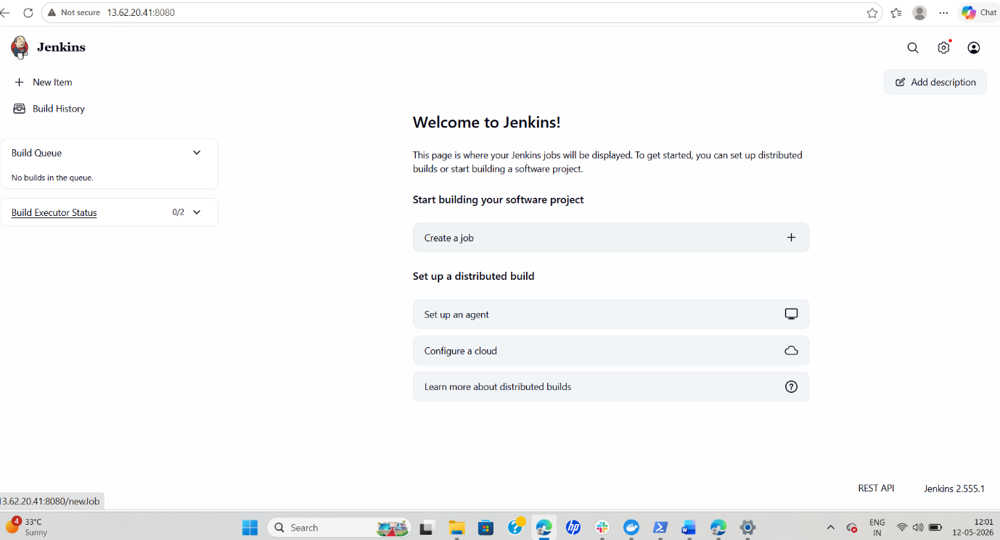 Not secure 13.62.20.41:8080
Chat
Jenkins
New Item
Add description
Build History
Welcome to Jenkins!
Build Queue
This page is where your Jenkins jobs will be displayed. To get started, you can set up distributed
builds or start building a software project.
No builds in the queue.
Start building your software project
Build Executor Status 0/2
Create a job
Set up a distributed build
Set up an agent
Configure a cloud
Learn more about distributed builds
?
REST API Jenkins 2.555.1
13.62.20.41:8080/newJob
4
33°C
Sunny
Search
?
hp
W
ENG
IN
12:01
12-05-2026